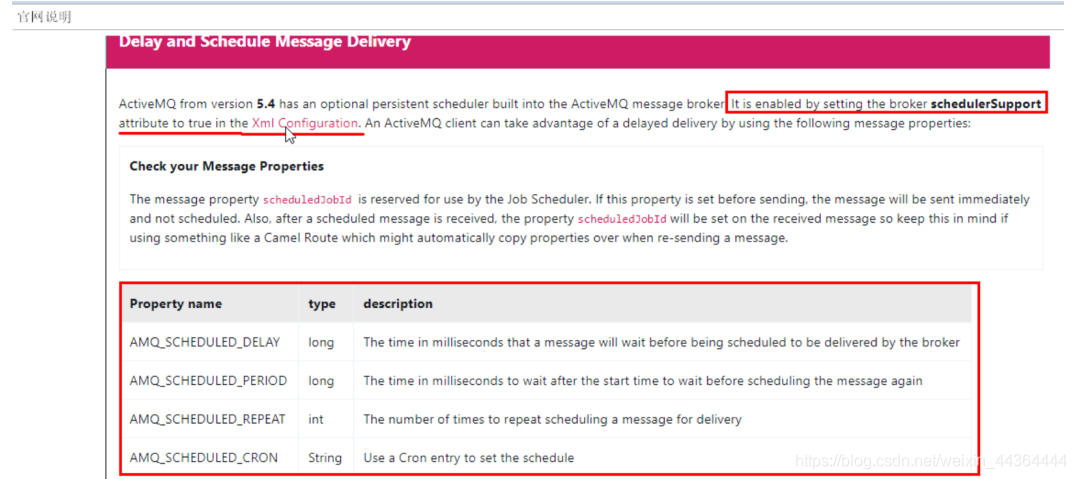 官网说明
Delay and Schedule Message Delivery
ActiveMQ from version 5.4 has an optional persistent scheduler built into the ActiveMQ message broker. It is enabled by setting the broker schedulerSupport
attribute to true in the Xml Configuration. An ActiveMQ client can take advantage of a delayed delivery by using the following message properties:
Check your Message Properties
The message property scheduledJobId is reserved for use by the Job Scheduler. If this property is set before sending, the message will be sent immediately
and not scheduled. Also, after a scheduled message is received, the property scheduledJobId will be set on the received message so keep this in mind if
using something like a Camel Route which might automatically copy properties over when re-sending a message.
Property name type description
AMQ_SCHEDULED_DELAY long The time in milliseconds that a message will wait before being scheduled to be delivered by the broker
AMQ_SCHEDULED_PERIOD long The time in milliseconds to wait after the start time to wait before scheduling the message again
AMQ_SCHEDULED_REPEAT int The number of times to repeat scheduling a message for delivery
AMQ_SCHEDULED_CRON String Use a Cron entry to set the schedule
https://blog.csdn.net/weixin_44364444